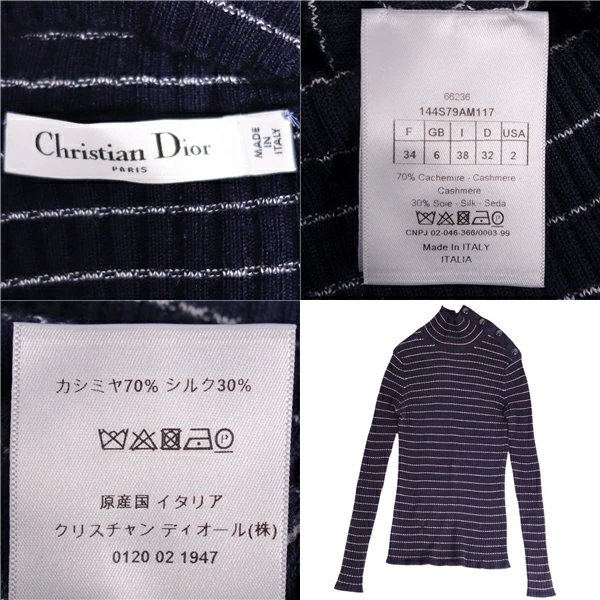 Christian Dior
PARIS
MADE
IN
ITALY
66236
144S79AM117
F GB I D USA
34 6 38 32 2
70% Cachemire - Cashmere -
Cashmere
30% Soie - Silk - Seda
P
CNPJ 02-046-366/0003-99
Made In ITALY
ITALIA
カシミヤ70% シルク30%
P
原産国 イタリア
クリスチャン ディオール(株)
0120 02 1947